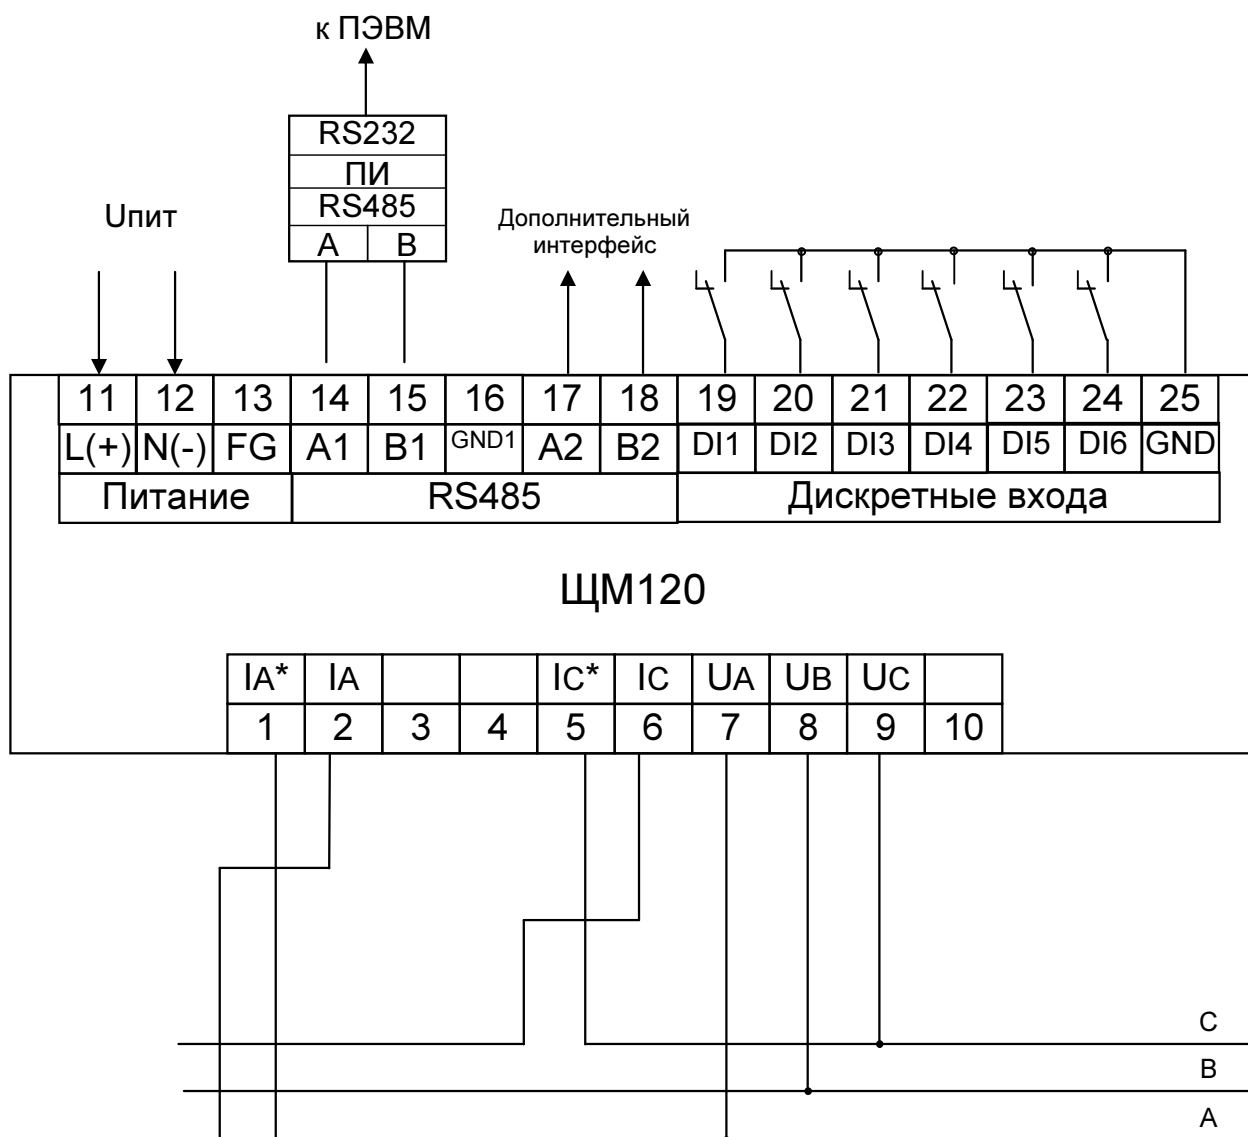 к ПЭВМ
RS232
ПИ
RS485
A B
Uпит
Дополнительный
интерфейс
11 12 13 14 15 16 17 18 19 20 21 22 23 24 25
L(+) N(-) FG A1 B1 GND1 A2 B2 DI1 DI2 DI3 DI4 DI5 DI6 GND
Питание RS485 Дискретные входа
ЩМ120
IA* IA IC* IC UA UB UC
1 2 3 4 5 6 7 8 9 10
C
B
A